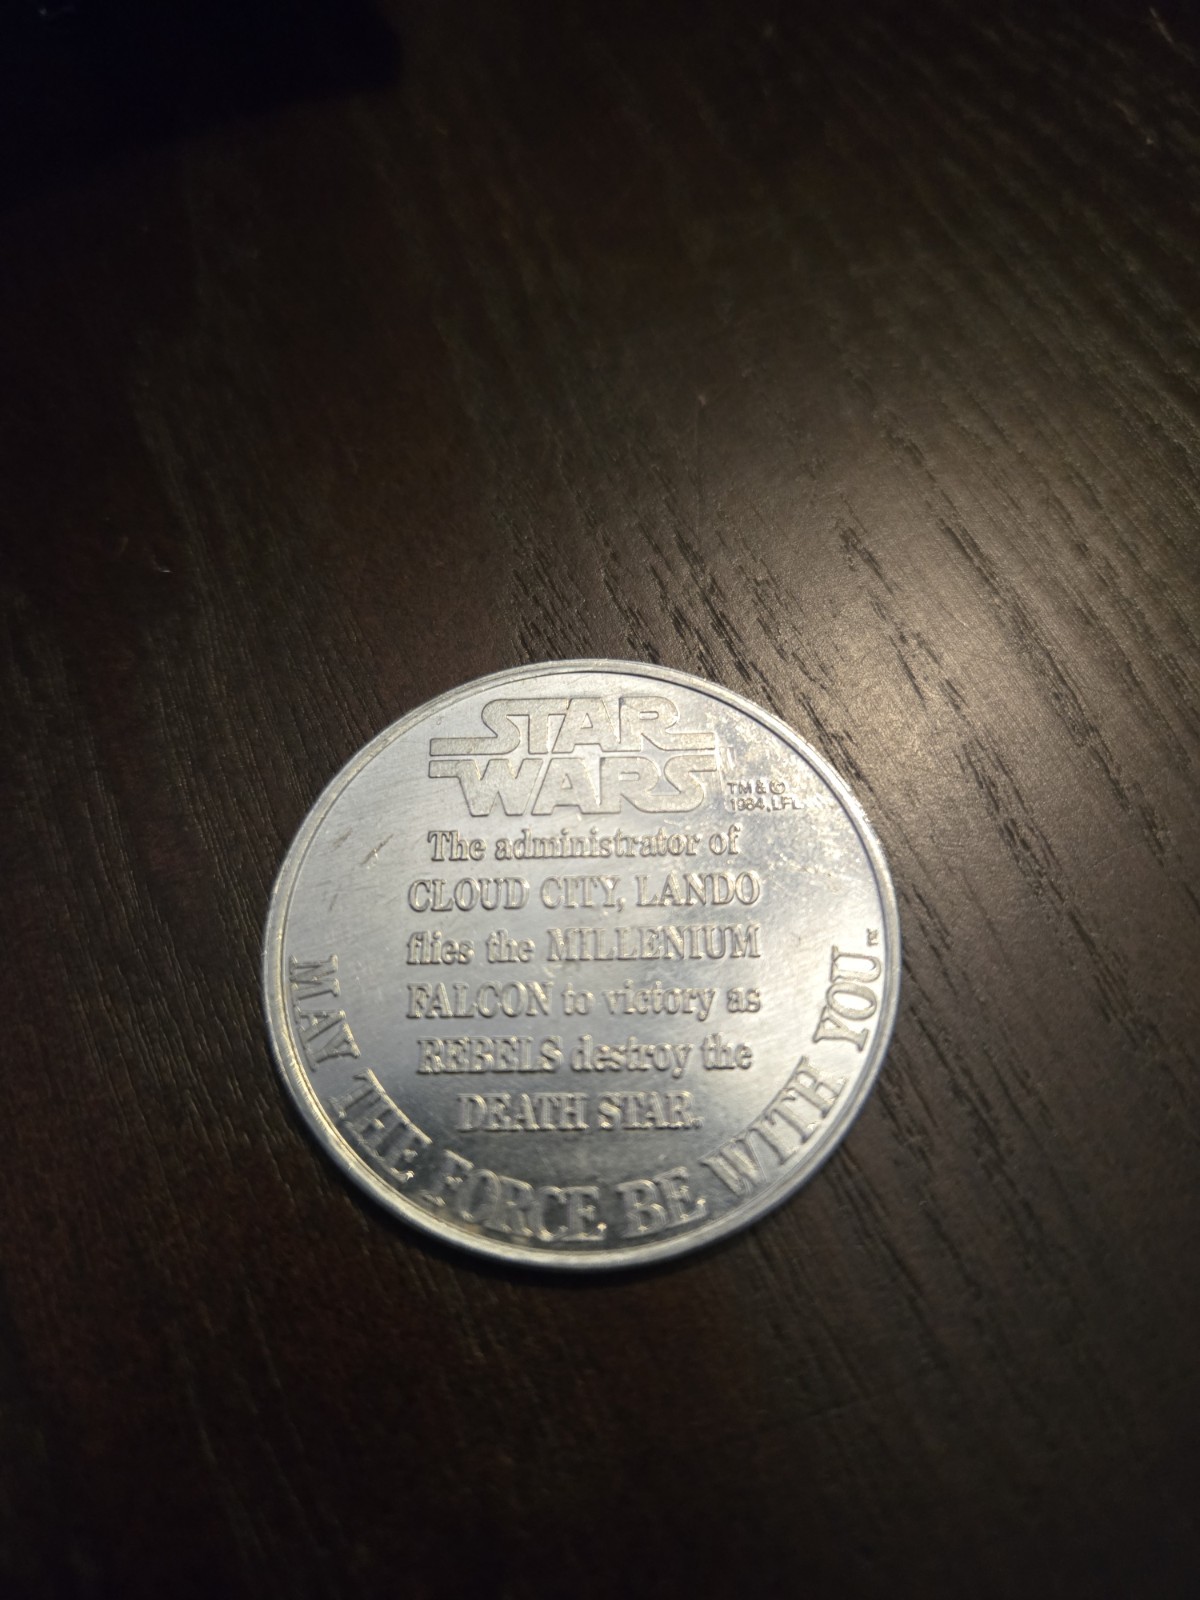 STAR
WARS
TM & ©
1984, LFL
The administrator of
CLOUD CITY, LANDO
flies the MILLENIUM
FALCON to victory as
REBELS destroy the
DEATH STAR.
MAY THE FORCE BE WITH YOU™